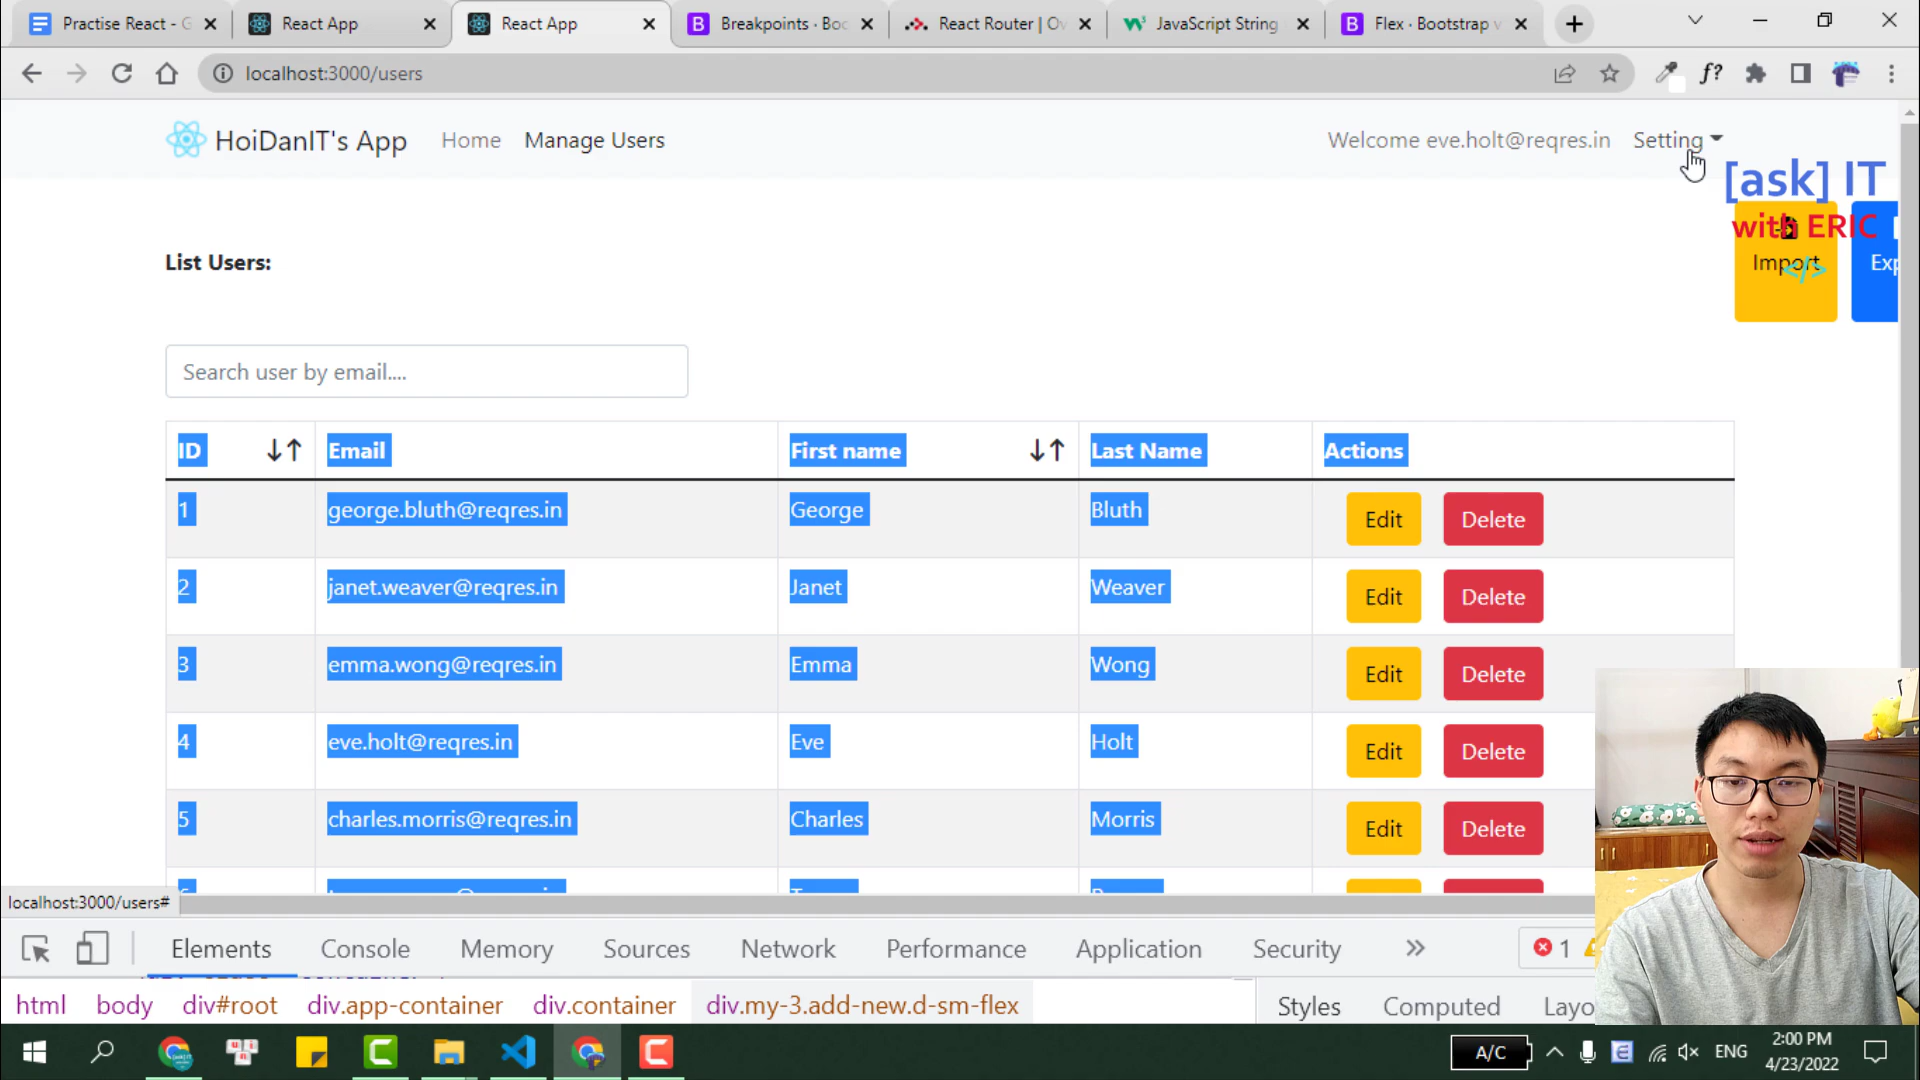 Practise React - G
React App
React App
Breakpoints · Boo
React Router | Ov
JavaScript String
Flex · Bootstrap v
localhost:3000/users
HoiDanIT's App
Home
Manage Users
Welcome eve.holt@reqres.in
Setting
[ask] IT
with ERIC
</>
List Users:
Import
Exp
Search user by email....
ID
Email
First name
Last Name
Actions
1
george.bluth@reqres.in
George
Bluth
Edit
Delete
2
janet.weaver@reqres.in
Janet
Weaver
Edit
Delete
3
emma.wong@reqres.in
Emma
Wong
Edit
Delete
4
eve.holt@reqres.in
Eve
Holt
Edit
Delete
5
charles.morris@reqres.in
Charles
Morris
Edit
Delete
localhost:3000/users#
Elements
Console
Memory
Sources
Network
Performance
Application
Security
1
html
body
div#root
div.app-container
div.container
div.my-3.add-new.d-sm-flex
Styles
Computed
Layo
A/C
ENG
2:00 PM
4/23/2022